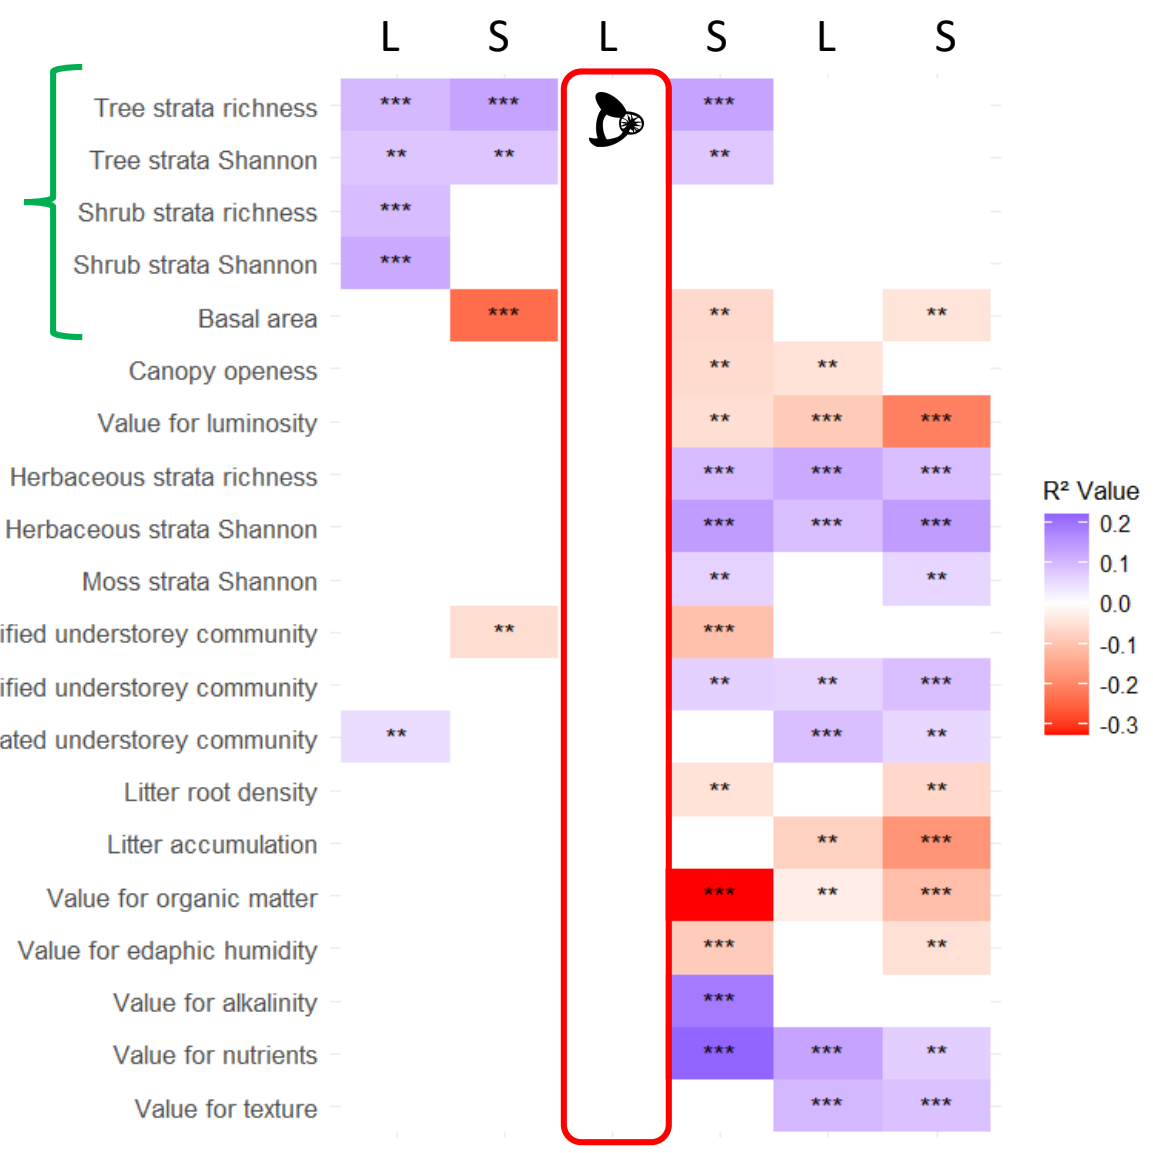 L S L S L S
Tree strata richness *** *** ***
Tree strata Shannon ** ** **
Shrub strata richness ***
Shrub strata Shannon ***
Basal area *** ** **
Canopy openess ** **
Value for luminosity ** *** ***
Herbaceous strata richness *** *** ***
Herbaceous strata Shannon *** *** ***
Moss strata Shannon ** **
ified understorey community ** ***
ified understorey community ** ** ***
ated understorey community ** *** **
Litter root density ** **
Litter accumulation ** ***
Value for organic matter *** ** ***
Value for edaphic humidity *** **
Value for alkalinity ***
Value for nutrients *** *** **
Value for texture *** ***
R² Value
0.2
0.1
0.0
-0.1
-0.2
-0.3